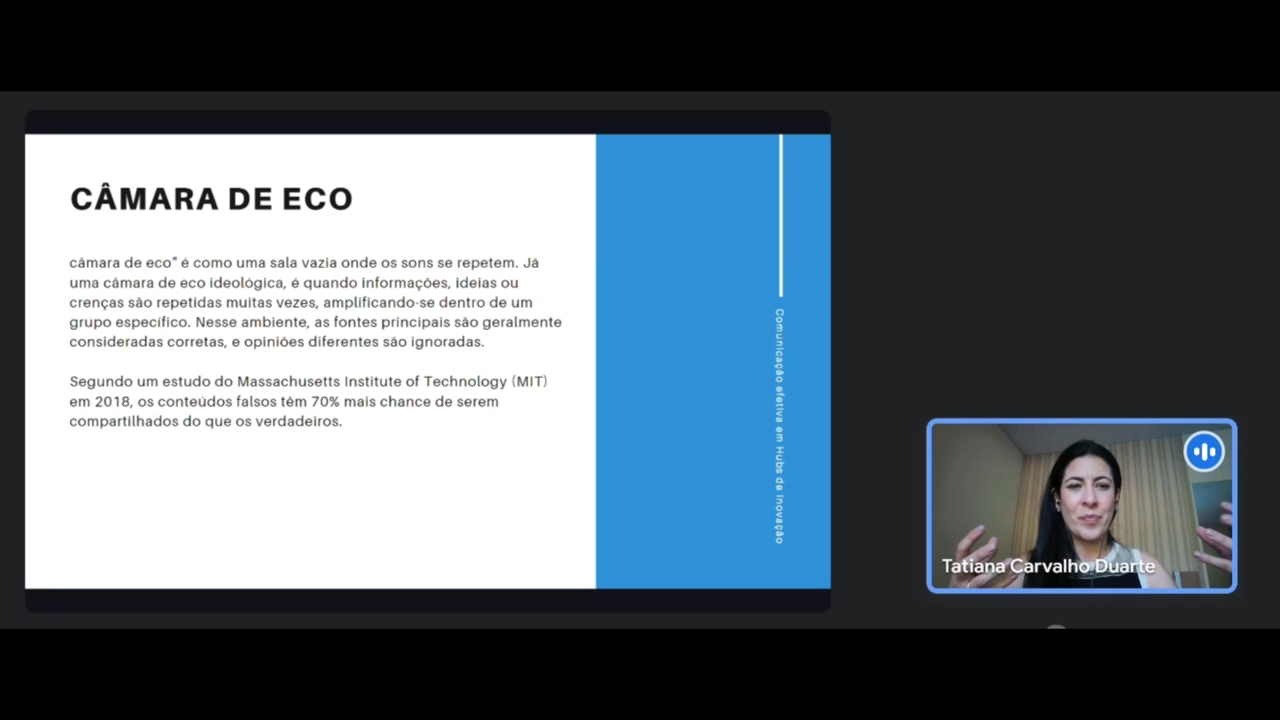 CÂMARA DE ECO
câmara de eco" é como uma sala vazia onde os sons se repetem. Já
uma câmara de eco ideológica, é quando informações, ideias ou
crenças são repetidas muitas vezes, amplificando-se dentro de um
grupo específico. Nesse ambiente, as fontes principais são geralmente
consideradas corretas, e opiniões diferentes são ignoradas.
Segundo um estudo do Massachusetts Institute of Technology (MIT)
em 2018, os conteúdos falsos têm 70% mais chance de serem
compartilhados do que os verdadeiros.
Comunicação efetiva em Hubs de Inovação
Tatiana Carvalho Duarte